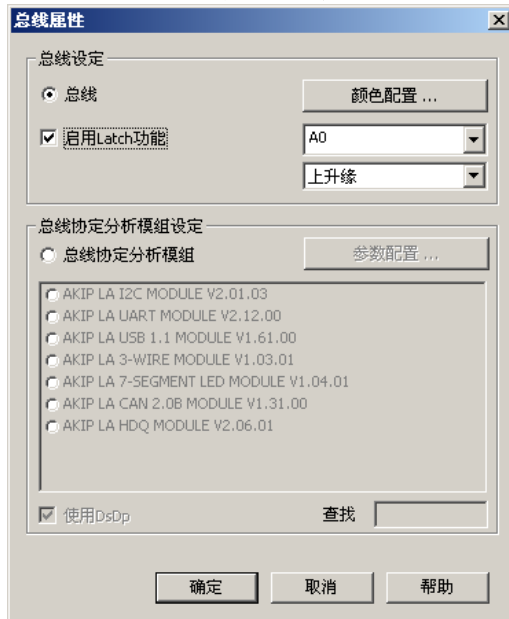 总线属性
总线设定
总线
颜色配置 ...
启用Latch功能
A0
上升缘
总线协定分析模组设定
总线协定分析模组
参数配置 ...
AKIP LA I2C MODULE V2.01.03
AKIP LA UART MODULE V2.12.00
AKIP LA USB 1.1 MODULE V1.61.00
AKIP LA 3-WIRE MODULE V1.03.01
AKIP LA 7-SEGMENT LED MODULE V1.04.01
AKIP LA CAN 2.0B MODULE V1.31.00
AKIP LA HDQ MODULE V2.06.01
使用DsDp
查找
确定
取消
帮助